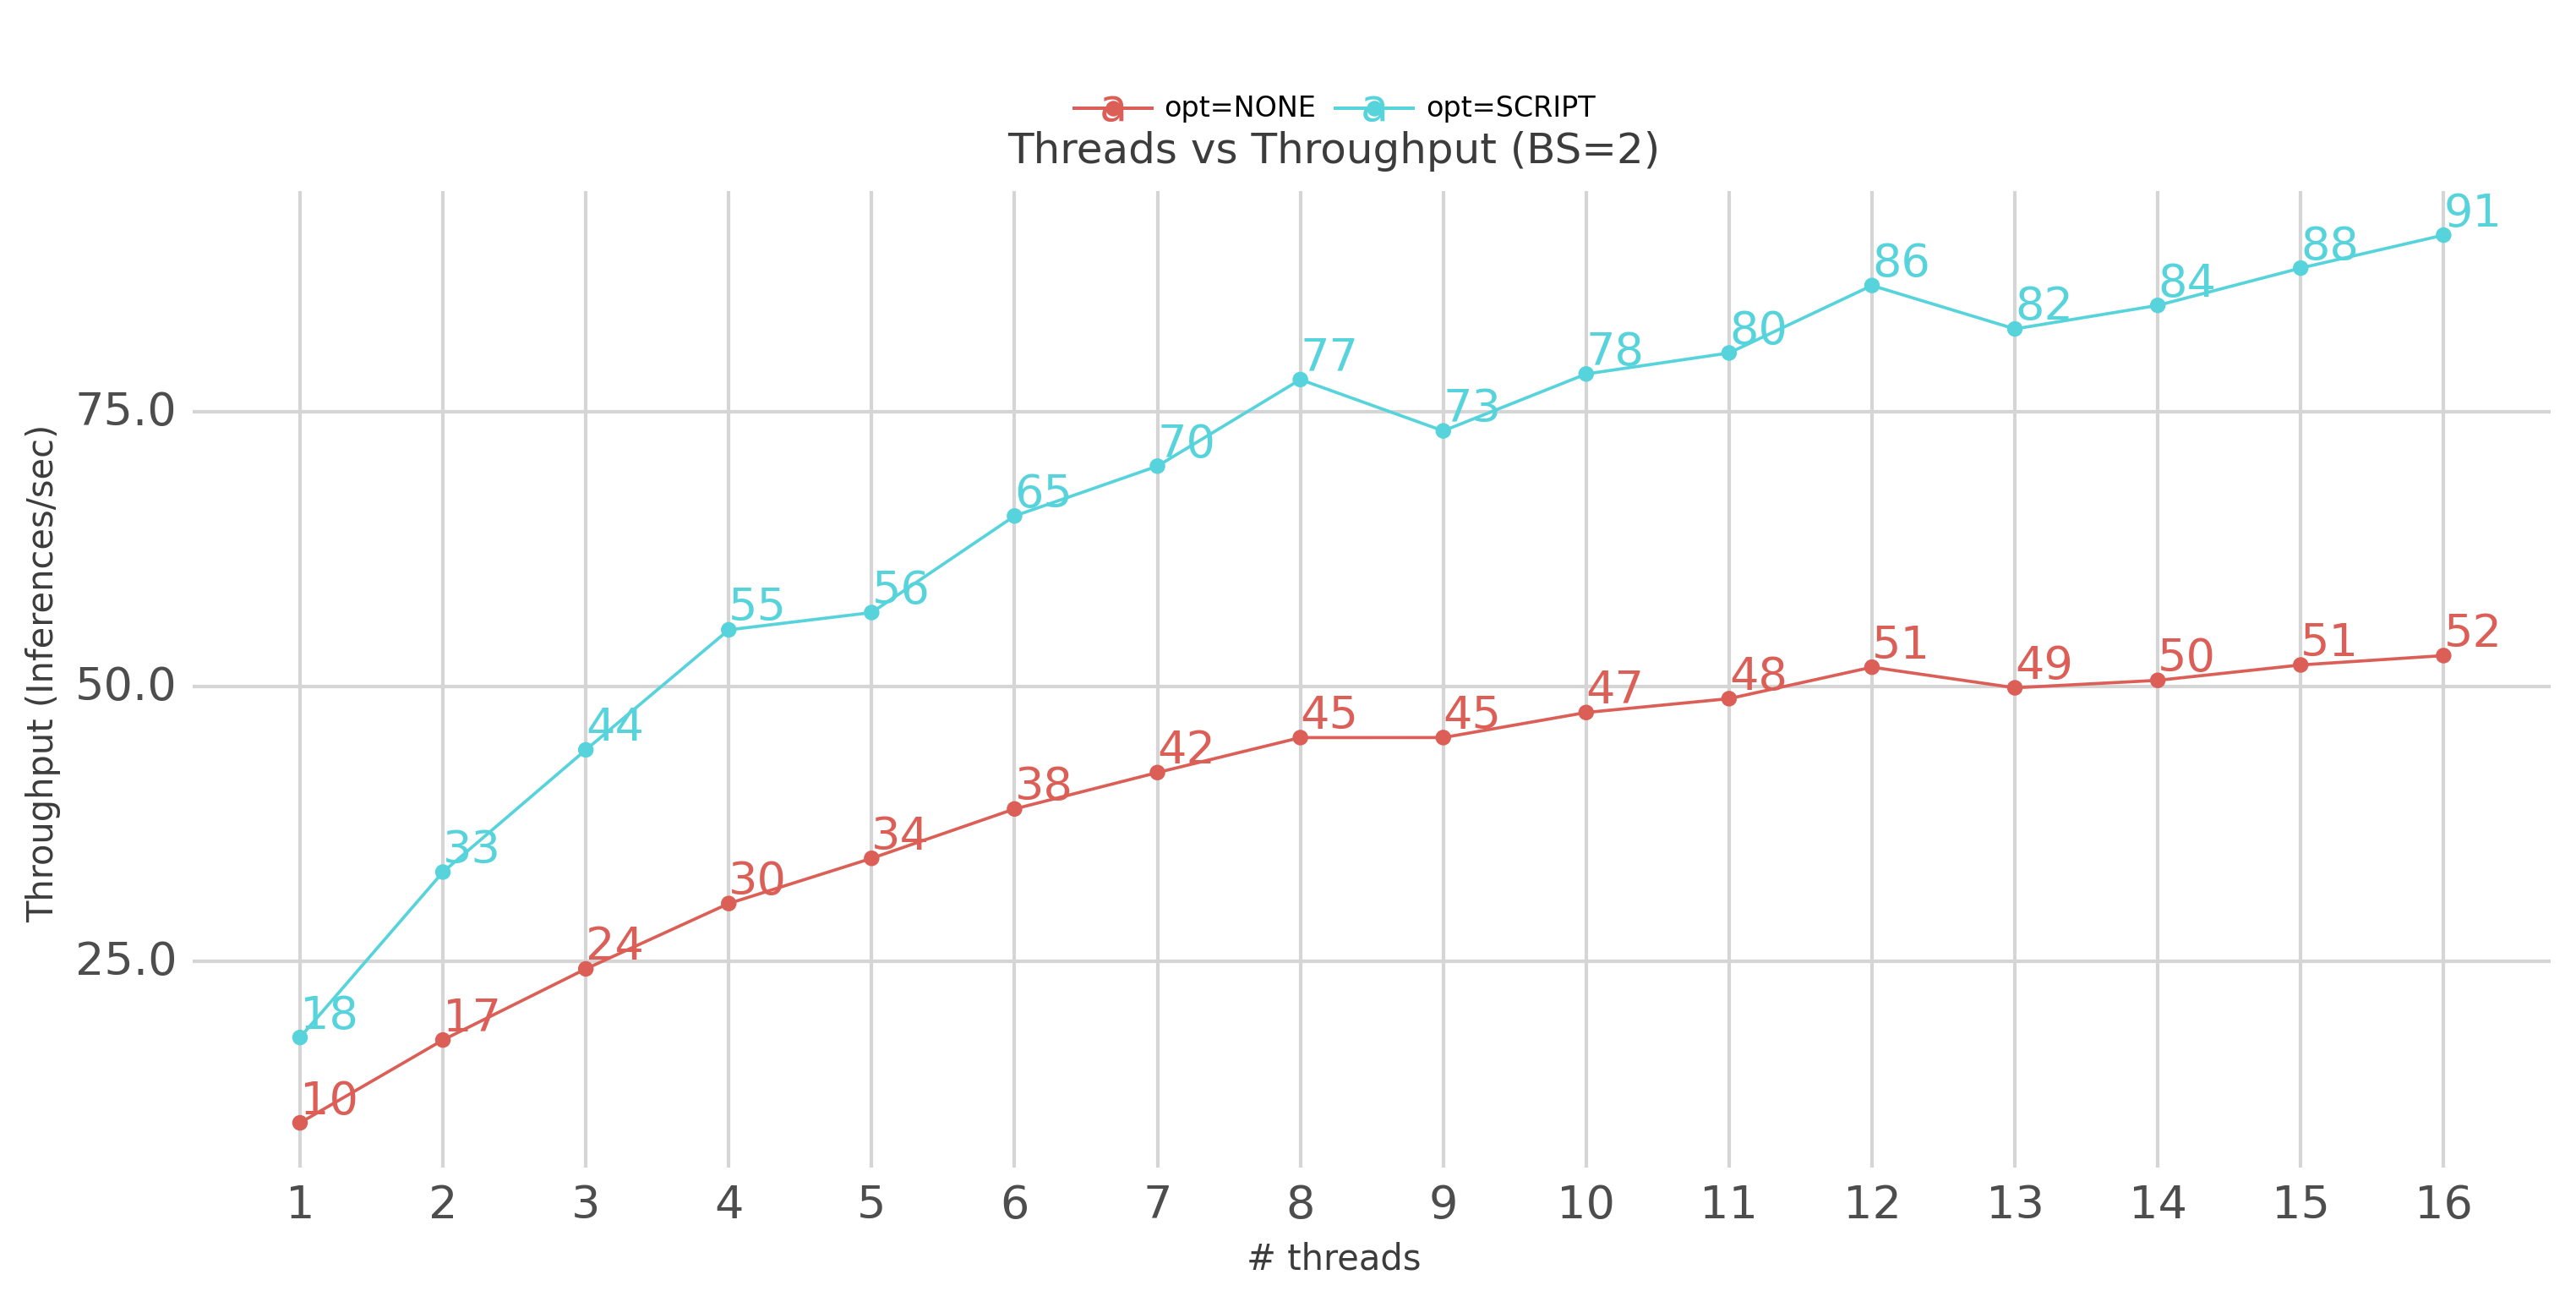 a opt=NONE a opt=SCRIPT
Threads vs Throughput (BS=2)
Throughput (Inferences/sec)
75.0
50.0
25.0
18 33 44 55 56 65 70 77 73 78 80 86 82 84 88 91
10 17 24 30 34 38 42 45 45 47 48 51 49 50 51 52
1 2 3 4 5 6 7 8 9 10 11 12 13 14 15 16
# threads